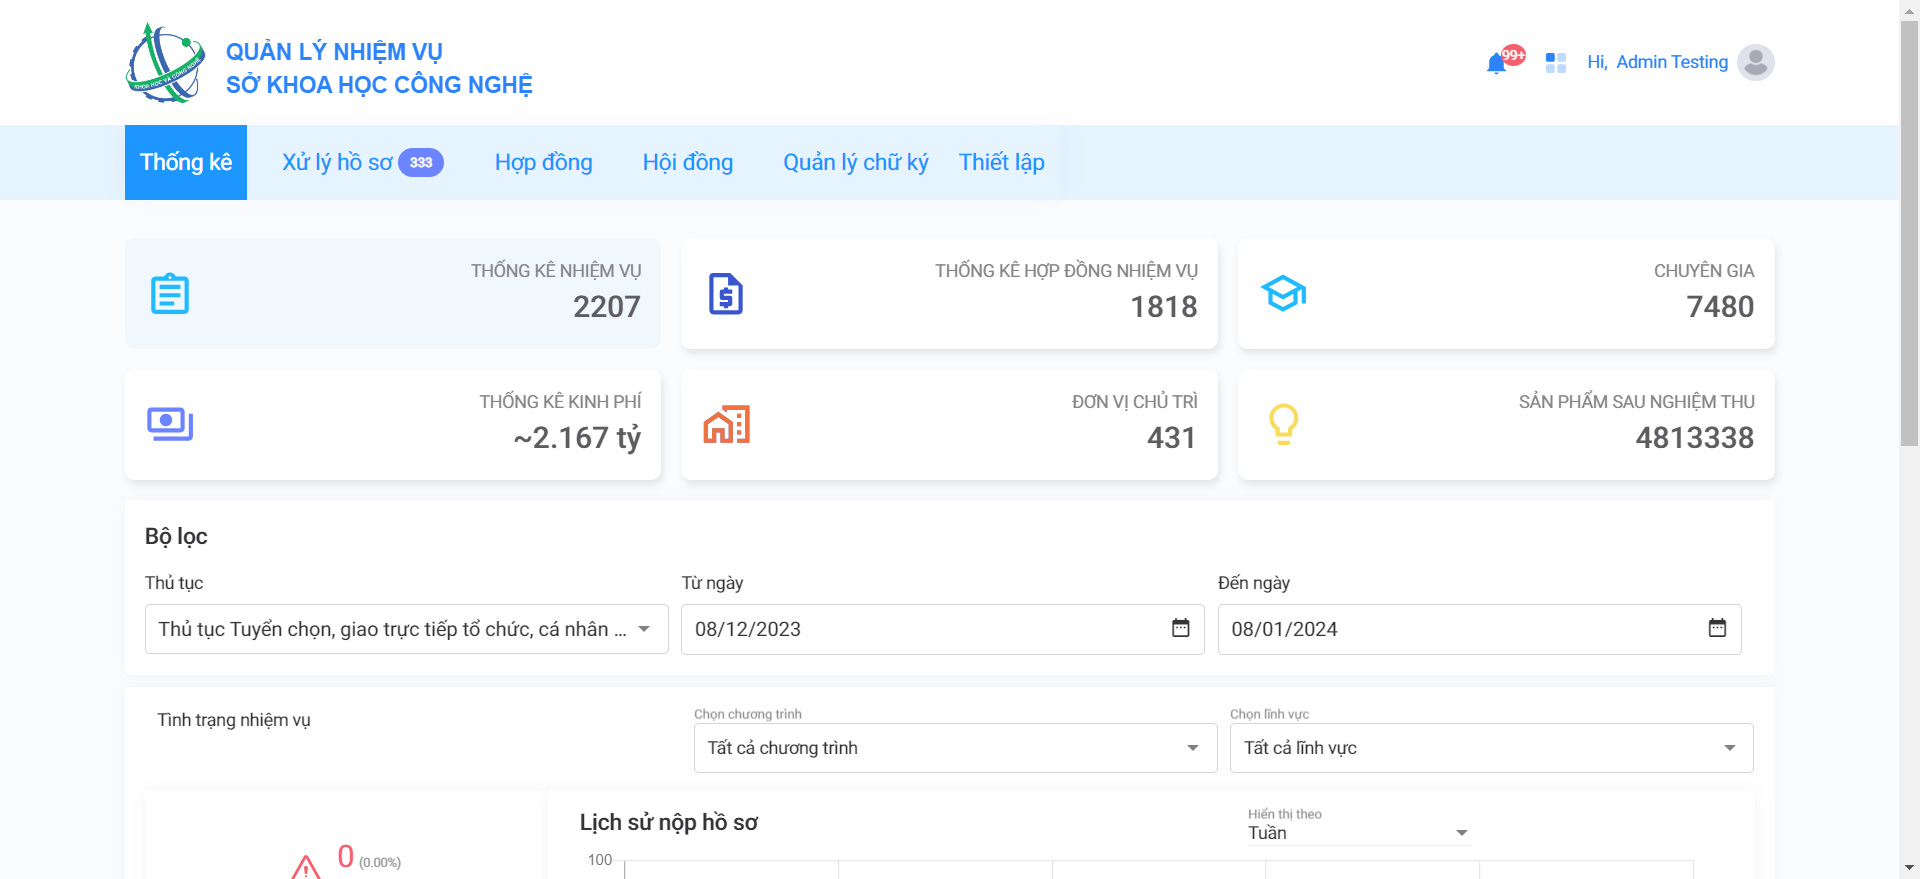 KHOA HỌC VÀ CÔNG NGHỆ
QUẢN LÝ NHIỆM VỤ
SỞ KHOA HỌC CÔNG NGHỆ
99+
Hi, Admin Testing
Thống kê
Xử lý hồ sơ 333
Hợp đồng
Hội đồng
Quản lý chữ ký
Thiết lập
THỐNG KÊ NHIỆM VỤ
2207
THỐNG KÊ HỢP ĐỒNG NHIỆM VỤ
1818
CHUYÊN GIA
7480
THỐNG KÊ KINH PHÍ
~2.167 tỷ
ĐƠN VỊ CHỦ TRÌ
431
SẢN PHẨM SAU NGHIỆM THU
4813338
Bộ lọc
Thủ tục
Thủ tục Tuyển chọn, giao trực tiếp tổ chức, cá nhân ...
Từ ngày
08/12/2023
Đến ngày
08/01/2024
Tình trạng nhiệm vụ
Chọn chương trình
Tất cả chương trình
Chọn lĩnh vực
Tất cả lĩnh vực
0 (0.00%)
Lịch sử nộp hồ sơ
Hiển thị theo
Tuần
100